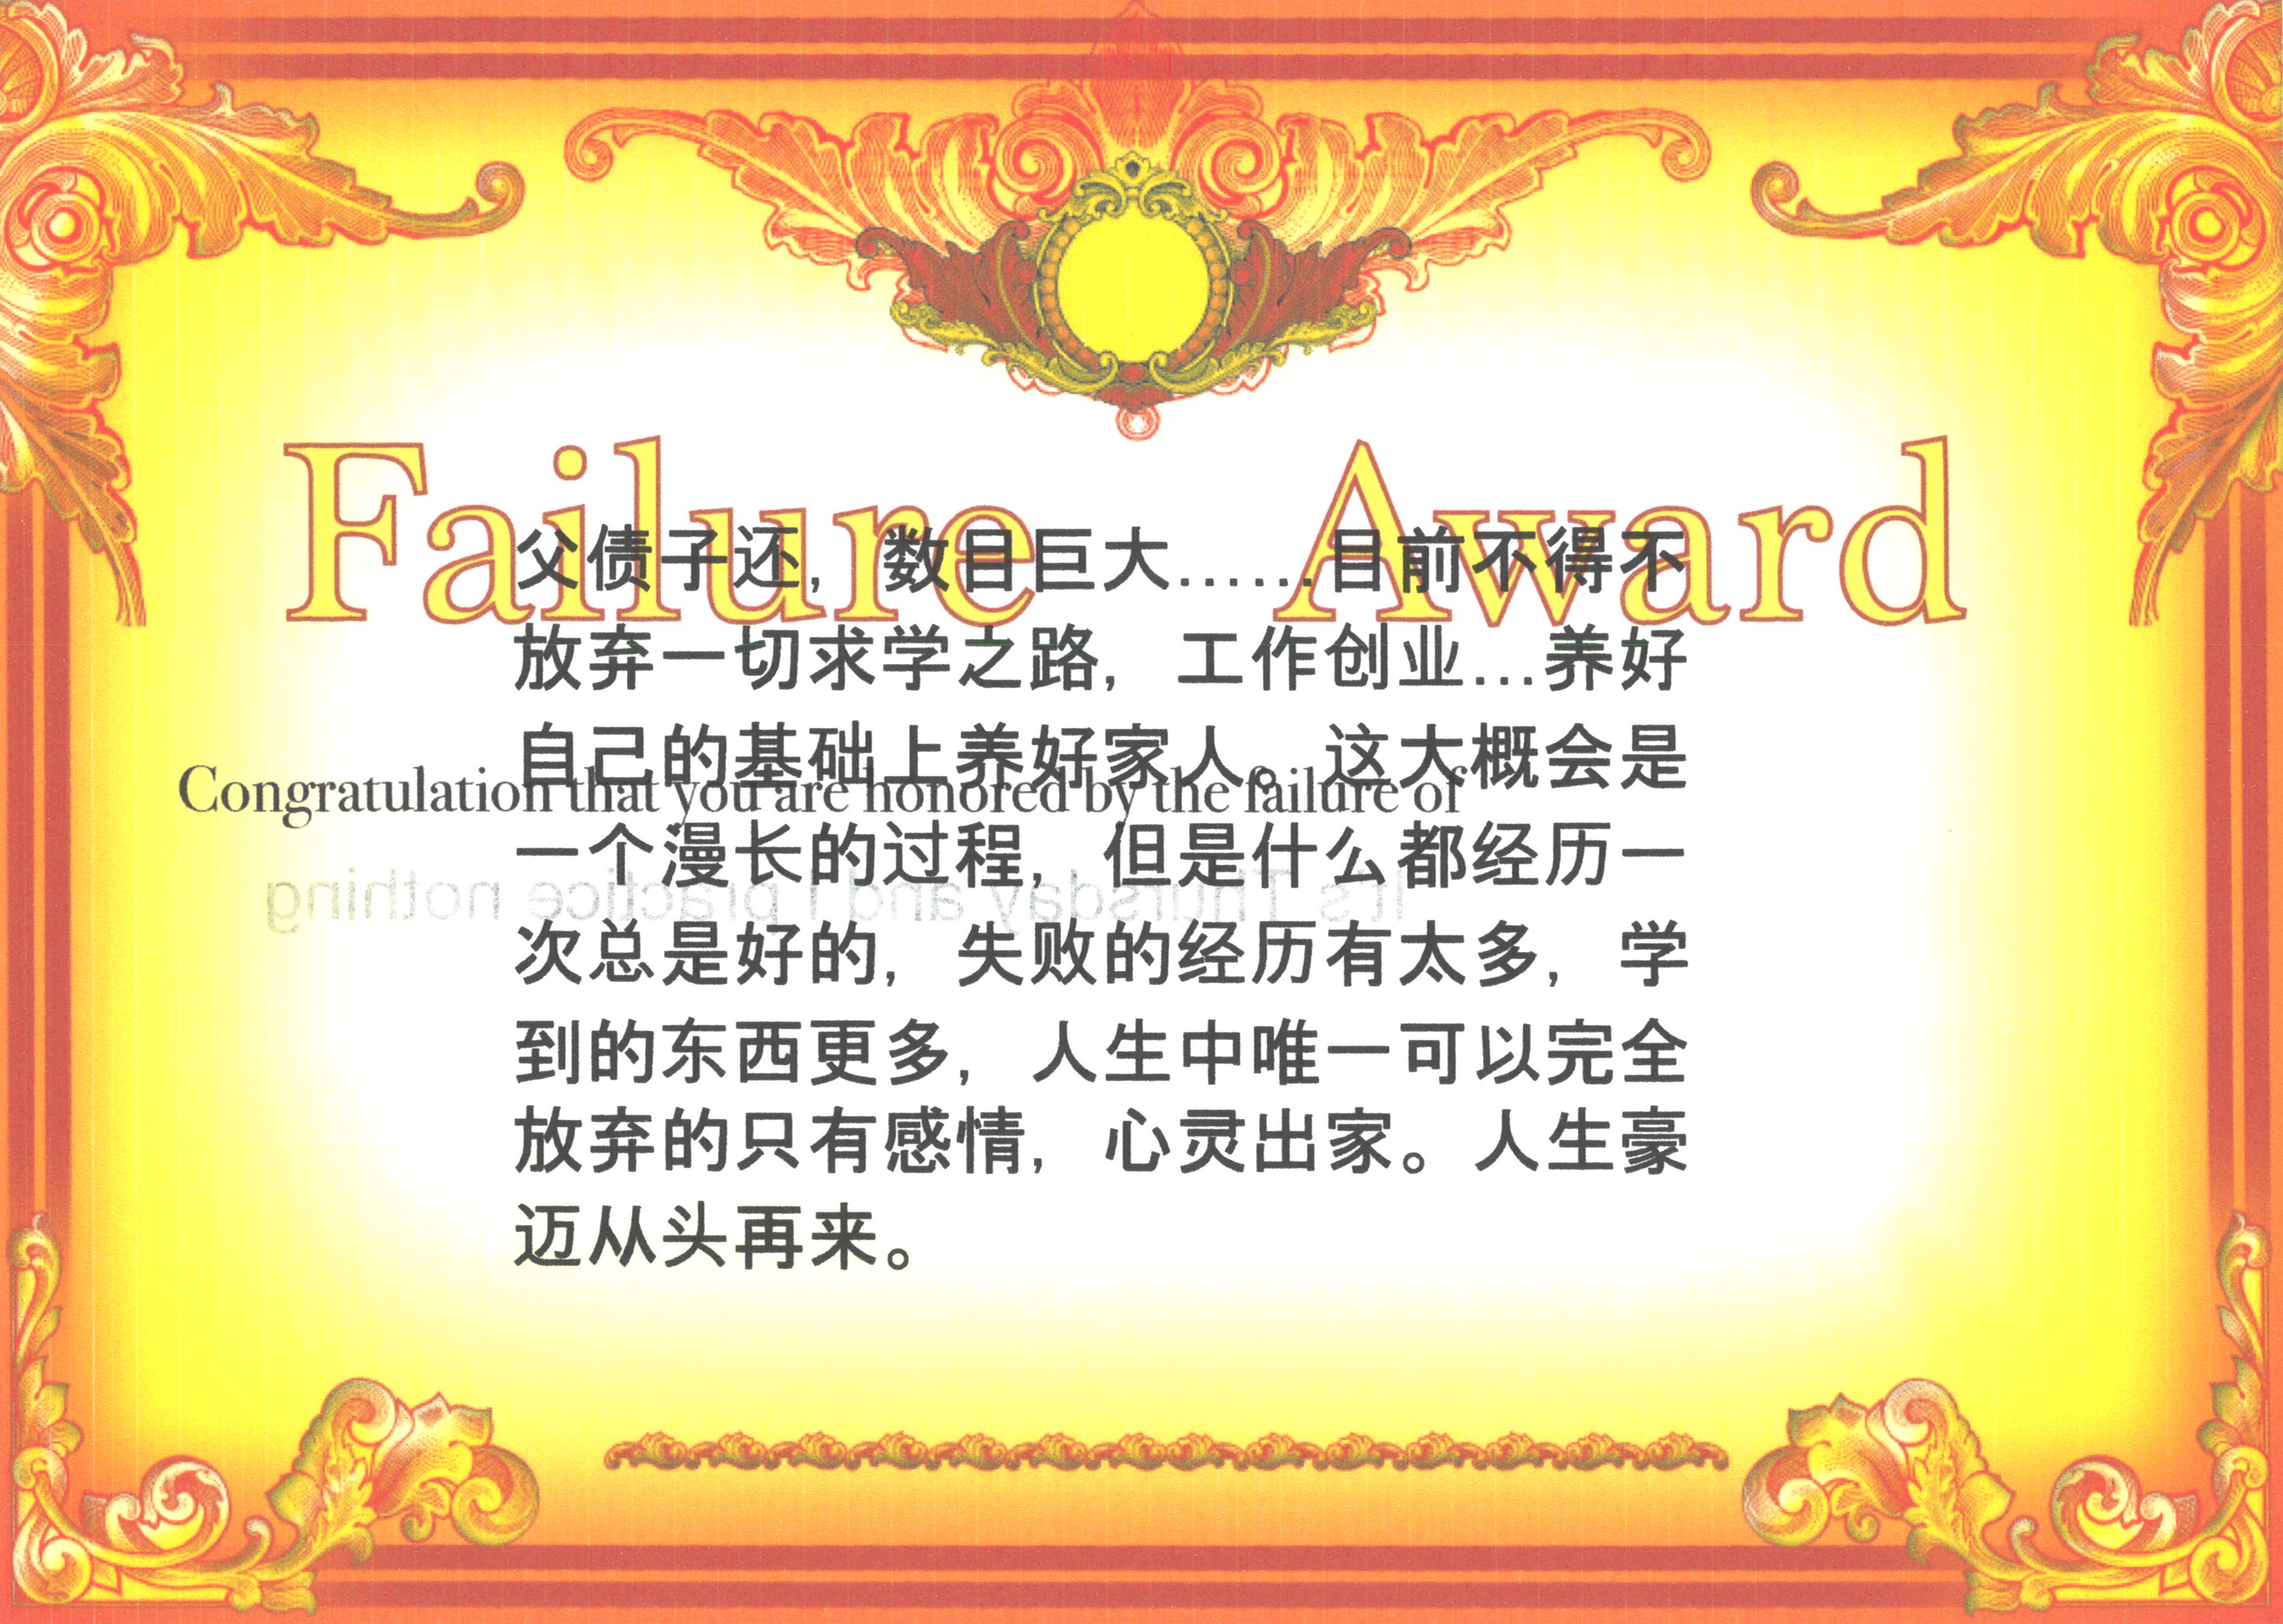 Failure Award
父债子还，数目巨大……目前不得不
放弃一切求学之路，工作创业...养好
自己的基础上养好家人。这大概会是
Congratulation that you are honored by the failure of
一个漫长的过程，但是什么都经历一
It's Thursday and I practice nothing
次总是好的，失败的经历有太多，学
到的东西更多，人生中唯一可以完全
放弃的只有感情，心灵出家。人生豪
迈从头再来。